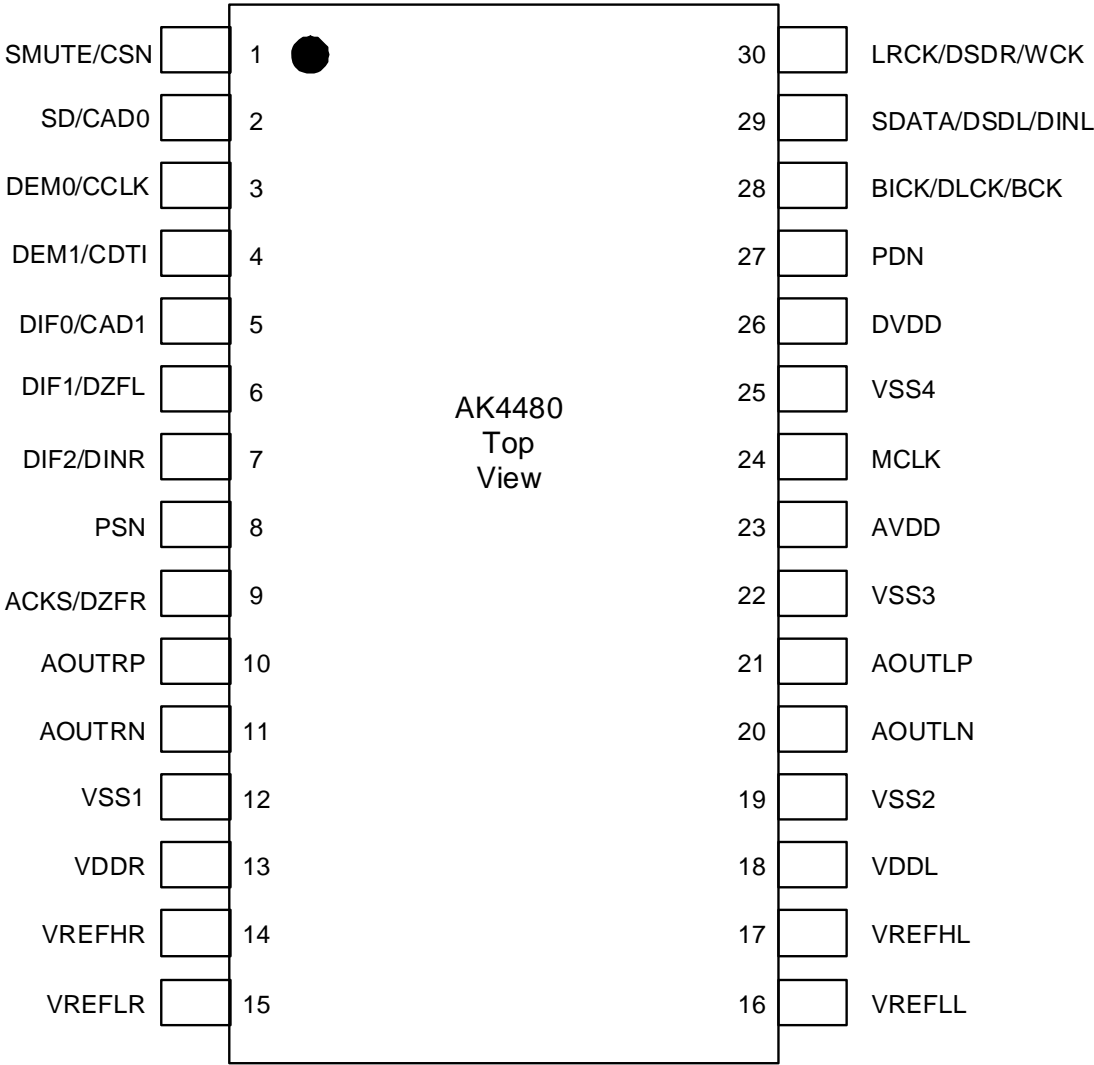 SMUTE/CSN 1 30 LRCK/DSDR/WCK
SD/CAD0 2 29 SDATA/DSDL/DINL
DEM0/CCLK 3 28 BICK/DLCK/BCK
DEM1/CDTI 4 27 PDN
DIF0/CAD1 5 26 DVDD
DIF1/DZFL 6 25 VSS4
AK4480
Top
DIF2/DINR 7 24 MCLK
View
PSN 8 23 AVDD
ACKS/DZFR 9 22 VSS3
AOUTRP 10 21 AOUTLP
AOUTRN 11 20 AOUTLN
VSS1 12 19 VSS2
VDDR 13 18 VDDL
VREFHR 14 17 VREFHL
VREFLR 15 16 VREFLL